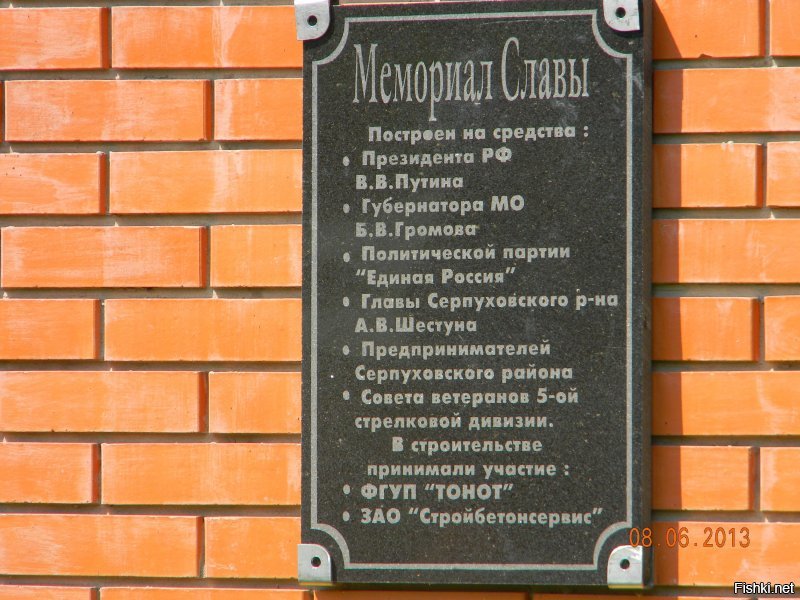 Мемориал Славы
Построен на средства :
• Президента РФ
В.В.Путина
• Губернатора МО
Б.В.Громова
• Политической партии
“Единая Россия”
• Главы Серпуховского р-на
А.В.Шестуна
• Предпринимателей
Серпуховского района
• Совета ветеранов 5-ой
стрелковой дивизии.
В строительстве
принимали участие :
• ФГУП “ТОНОТ”
• ЗАО “Стройбетонсервис”
08.06.2013
Fishki.net